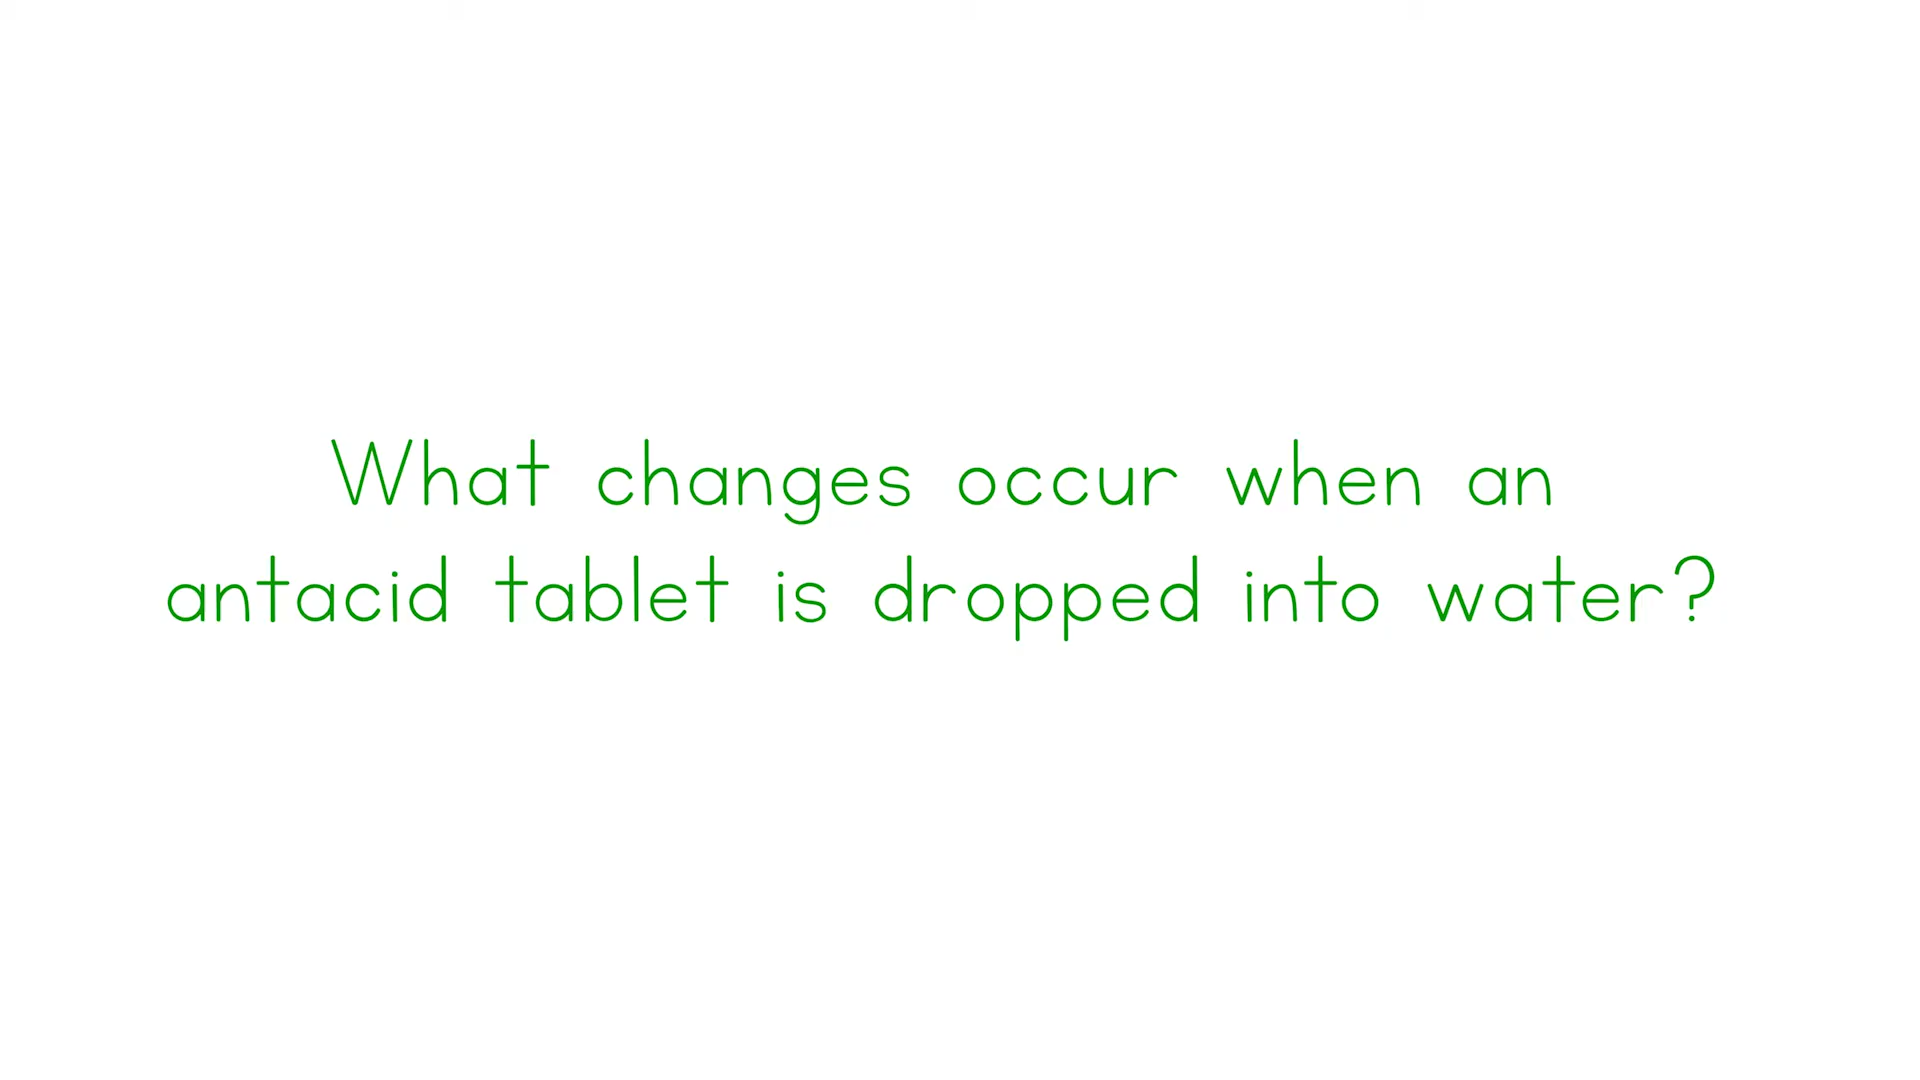 What changes occur when an
antacid tablet is dropped into water?